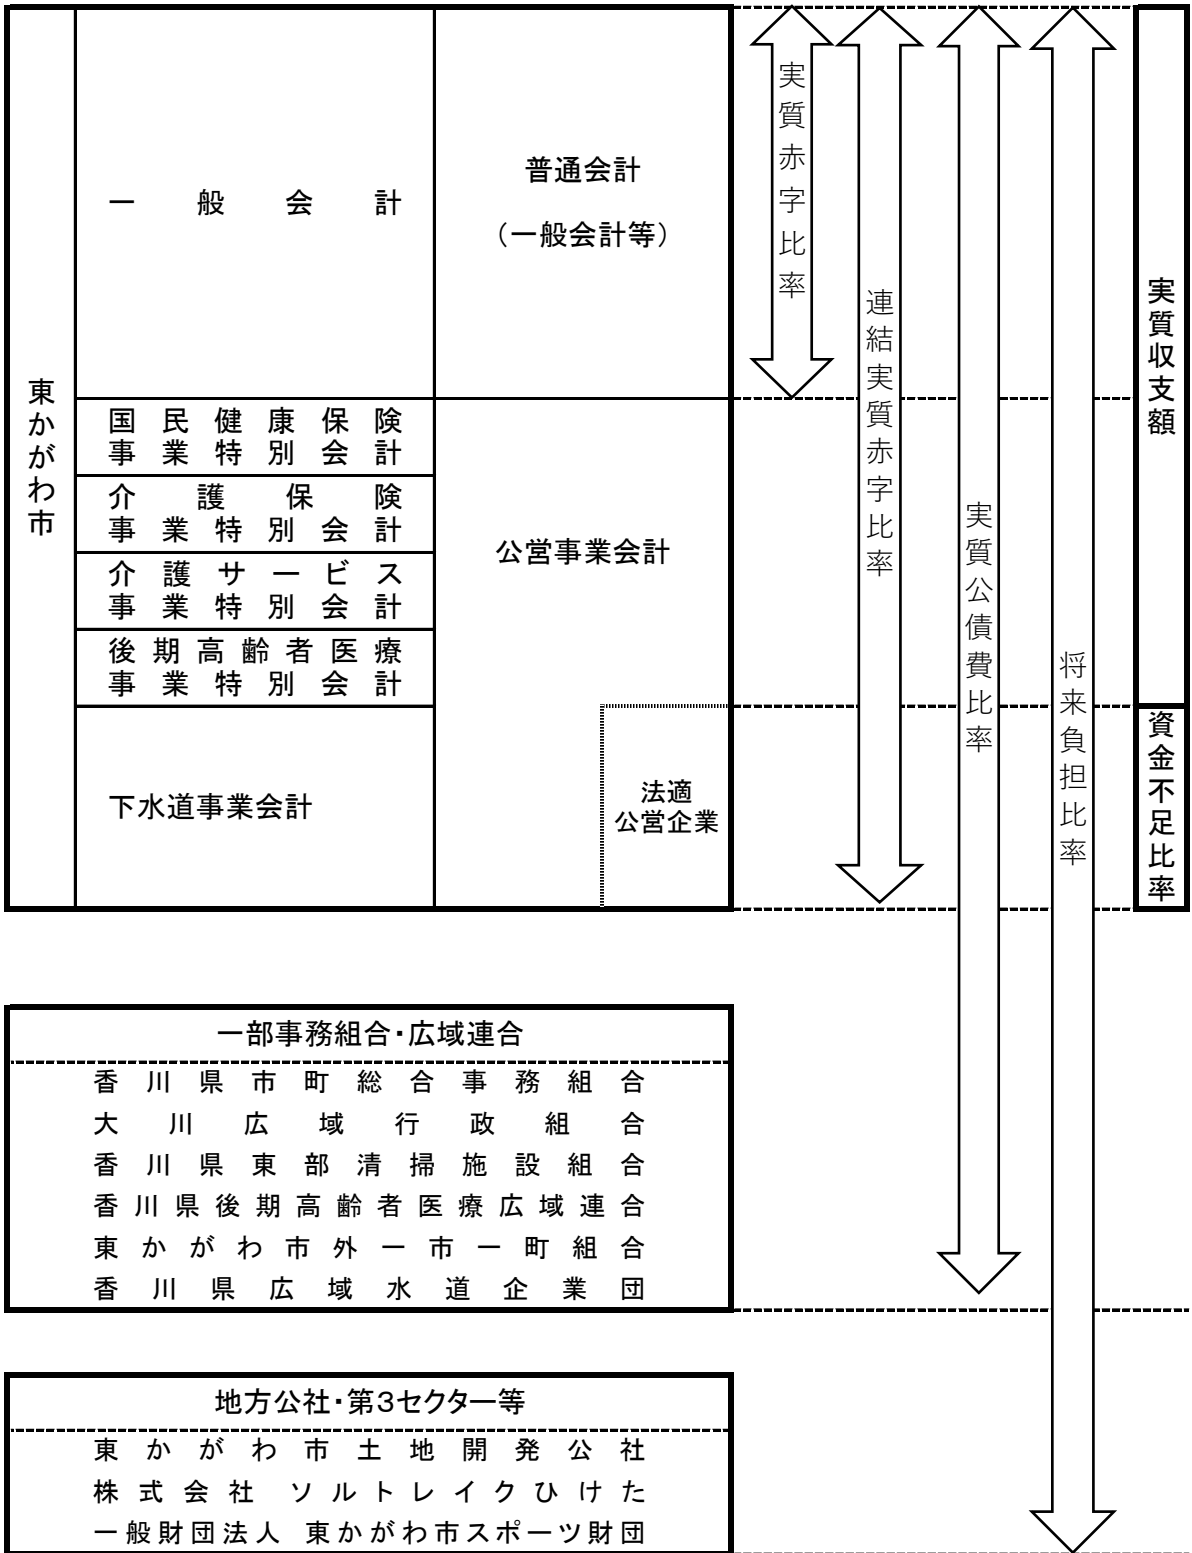 東かがわ市
一般会計
普通会計
（一般会計等）
国民健康保険
事業特別会計
介護保険
事業特別会計
介護サービス
事業特別会計
後期高齢者医療
事業特別会計
公営事業会計
下水道事業会計
法適
公営企業
実質赤字比率
連結実質赤字比率
実質公債費比率
将来負担比率
実質収支額
資金不足比率
一部事務組合・広域連合
香川県市町総合事務組合
大川広域行政組合
香川県東部清掃施設組合
香川県後期高齢者医療広域連合
東かがわ市外一市一町組合
香川県広域水道企業団
地方公社・第３セクター等
東かがわ市土地開発公社
株式会社 ソルトレイクひけた
一般財団法人 東かがわ市スポーツ財団